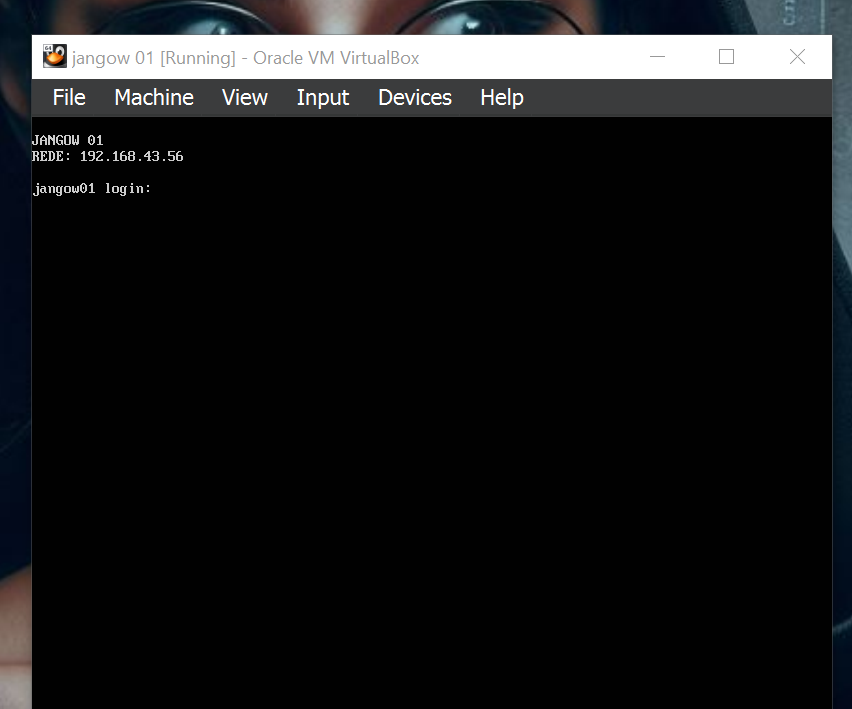 jangow 01 [Running] - Oracle VM VirtualBox
File Machine View Input Devices Help
JANGOW 01
REDE: 192.168.43.56
jangow01 login: